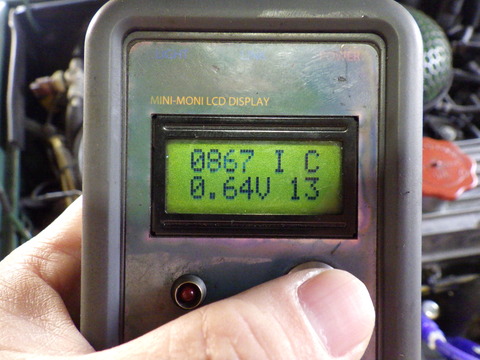 MINI-MONI LCD DISPLAY
0867 I C
0.64V 13